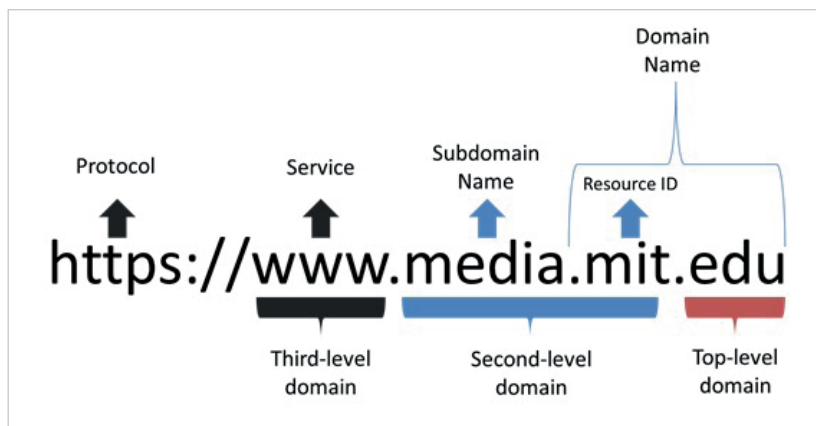 Domain
Name
Protocol
Service
Subdomain
Name
Resource ID
https://www.media.mit.edu
Third-level
domain
Second-level
domain
Top-level
domain